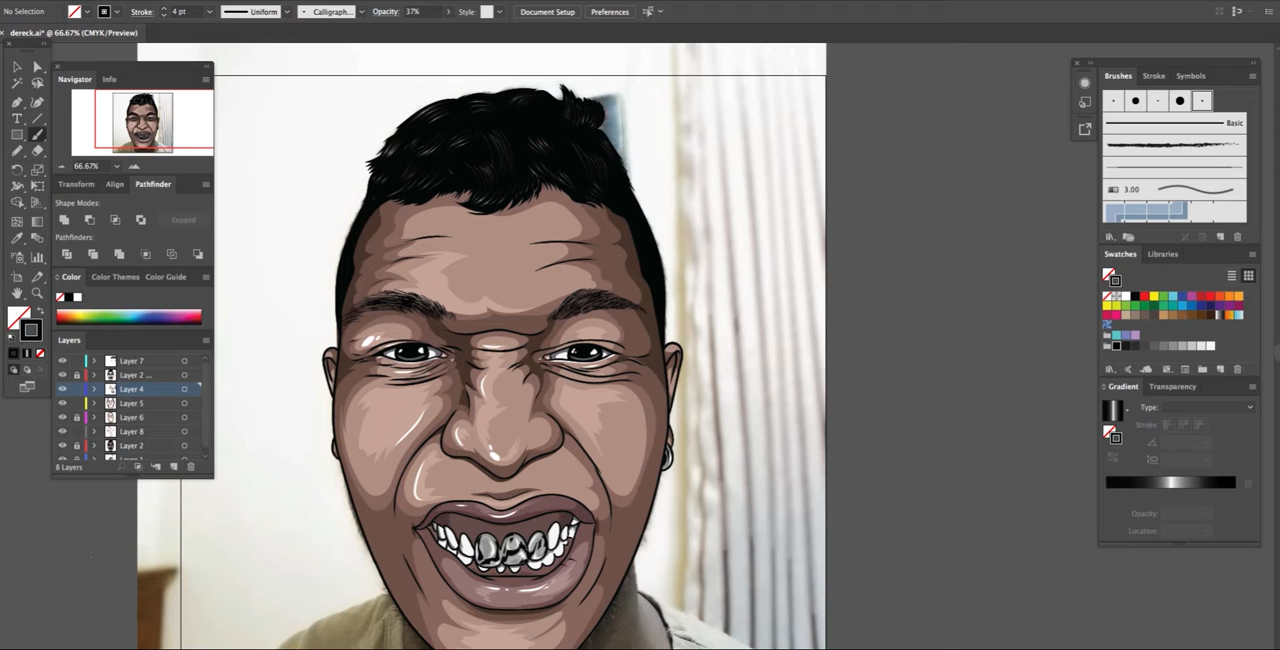 No Selection Stroke: 4 pt Uniform Calligraph... Opacity: 37% Style: Document Setup Preferences
dereck.ai* @ 66.67% (CMYK/Preview)
Navigator Info
66.67%
Transform Align Pathfinder
Shape Modes:
Expand
Pathfinders:
Color Color Themes Color Guide
Layers
Layer 7
Layer 2 ...
Layer 4
Layer 5
Layer 6
Layer 8
Layer 2
8 Layers
Brushes Stroke Symbols
Basic
3.00
Swatches Libraries
Gradient Transparency
Type:
Stroke:
Opacity:
Location: